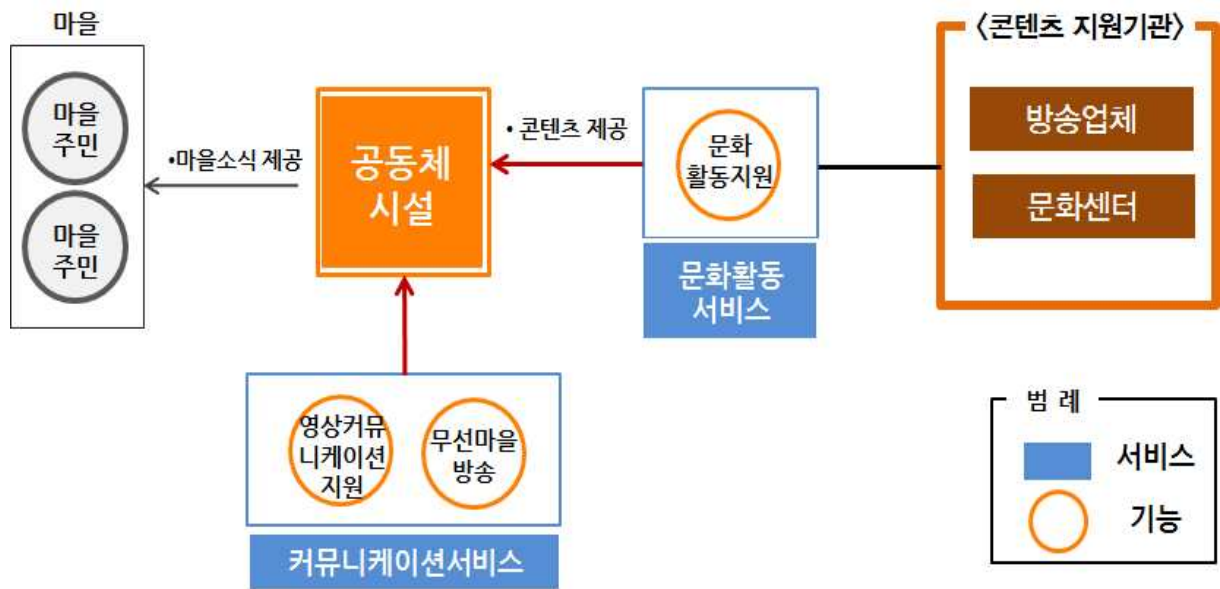 마을
마을
주민
마을
주민
•마을소식 제공
공동체
시설
• 콘텐츠 제공
문화
활동지원
문화활동
서비스
<콘텐츠 지원기관>
방송업체
문화센터
영상커뮤
니케이션
지원
무선마을
방송
커뮤니케이션서비스
범 례
서비스
기능